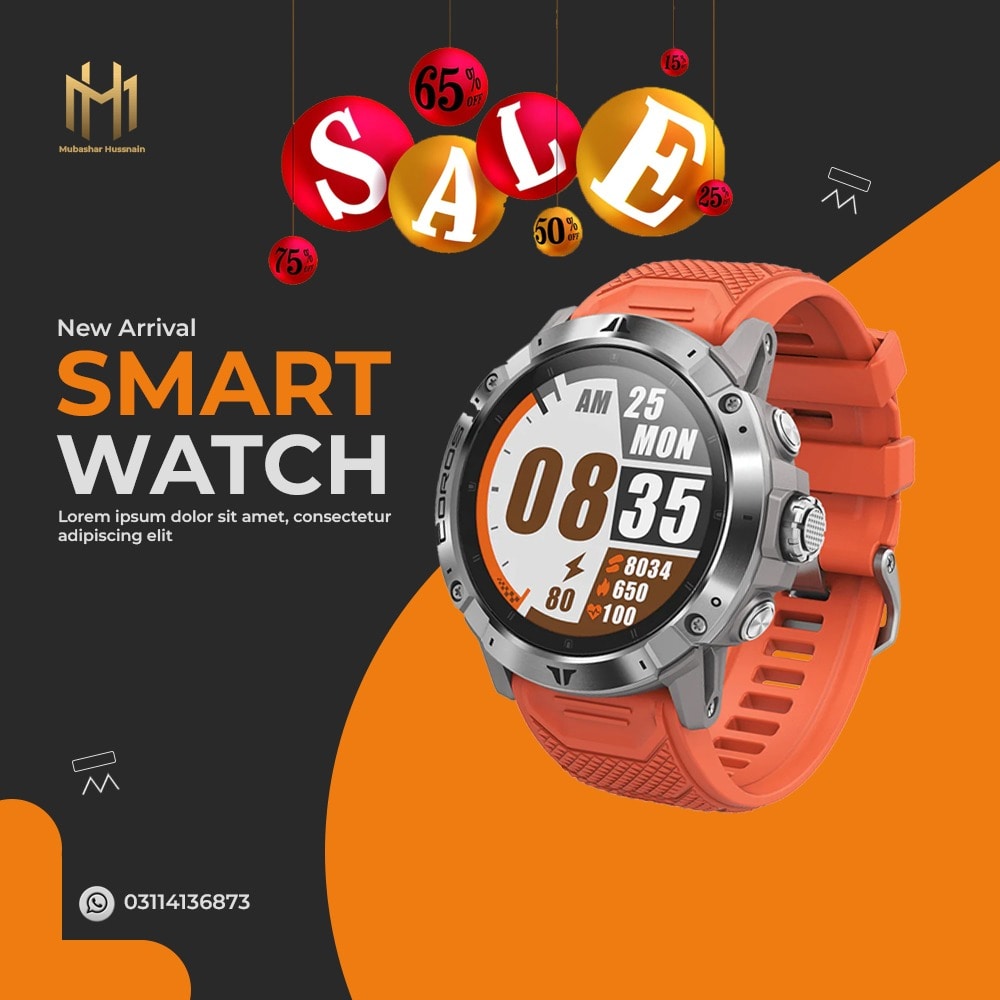 Mubashar Hussnain
SALE
65% OFF
15%
25%
50% OFF
75% OFF
New Arrival
SMART
WATCH
Lorem ipsum dolor sit amet, consectetur
adipiscing elit
COROS
AM 25
MON
08 35
8034
650
80 100
03114136873